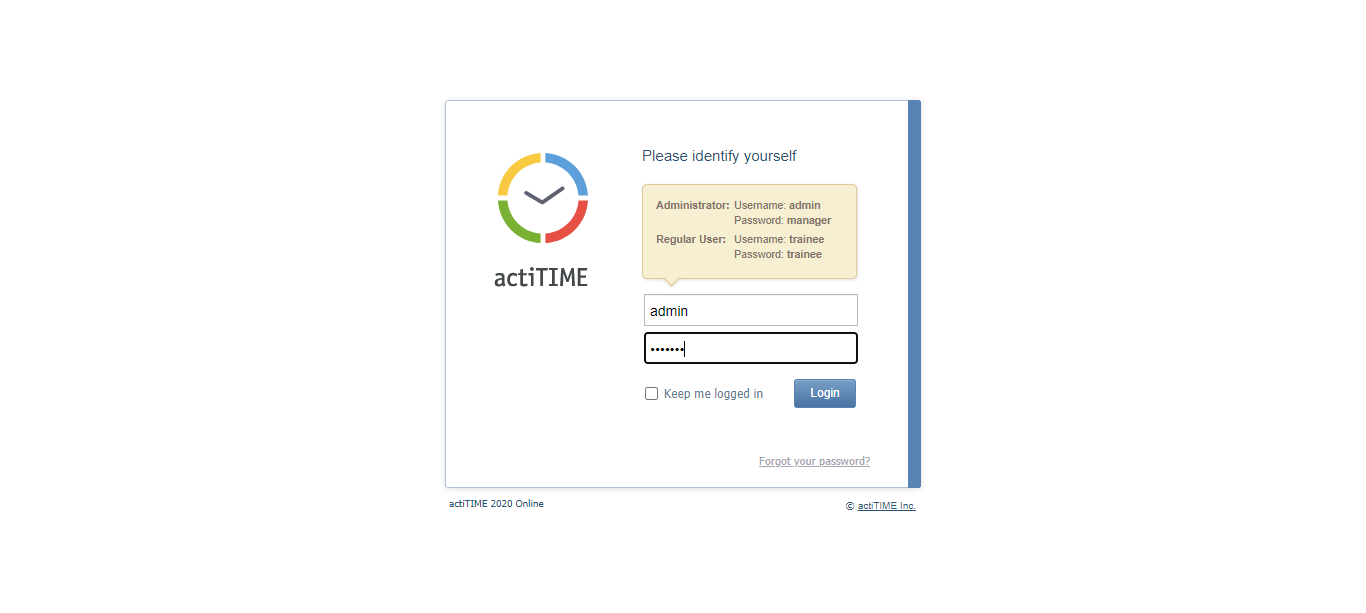 Please identify yourself
Administrator: Username: admin
Password: manager
Regular User: Username: trainee
Password: trainee
actiTIME
admin
•••••••
Keep me logged in
Login
Forgot your password?
actiTIME 2020 Online
© actiTIME Inc.